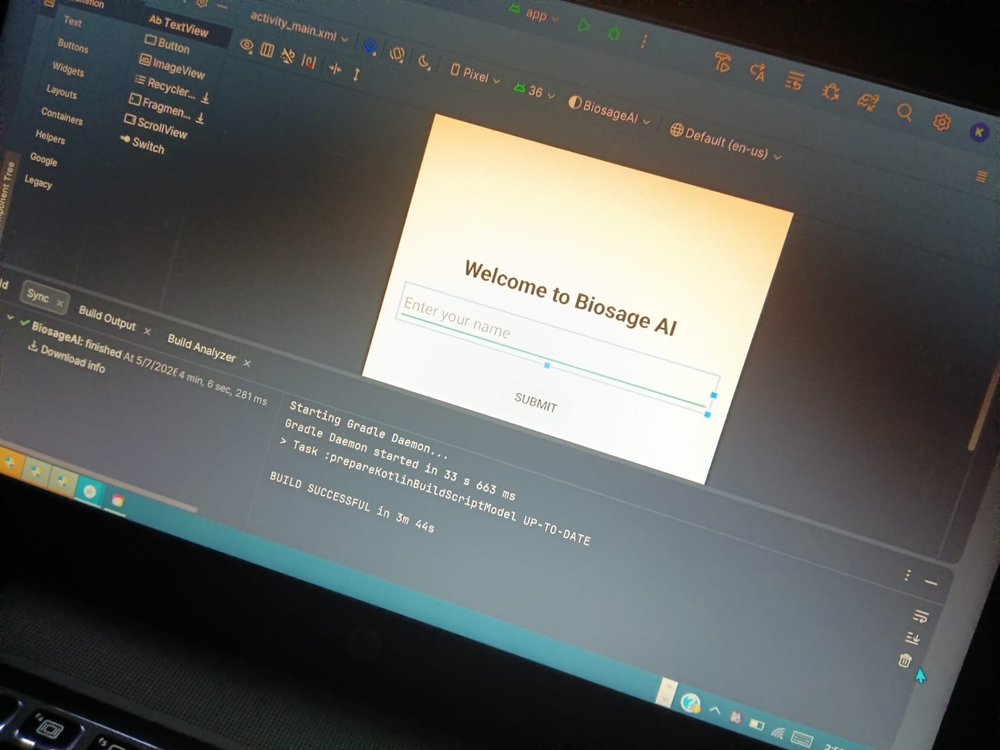 activity_main.xml
app
Text
Buttons
Widgets
Layouts
Containers
Helpers
Google
Legacy
Ab TextView
Button
ImageView
Recycler...
Fragmen...
ScrollView
Switch
Pixel
36
BiosageAI
Default (en-us)
K
Welcome to Biosage AI
Enter your name
SUBMIT
Sync
Build Output
Build Analyzer
BiosageAI: finished At 5/7/2026 4 min, 6 sec, 281 ms
Download info
Starting Gradle Daemon...
Gradle Daemon started in 33 s 663 ms
> Task :prepareKotlinBuildScriptModel UP-TO-DATE
BUILD SUCCESSFUL in 3m 44s
f4
f5